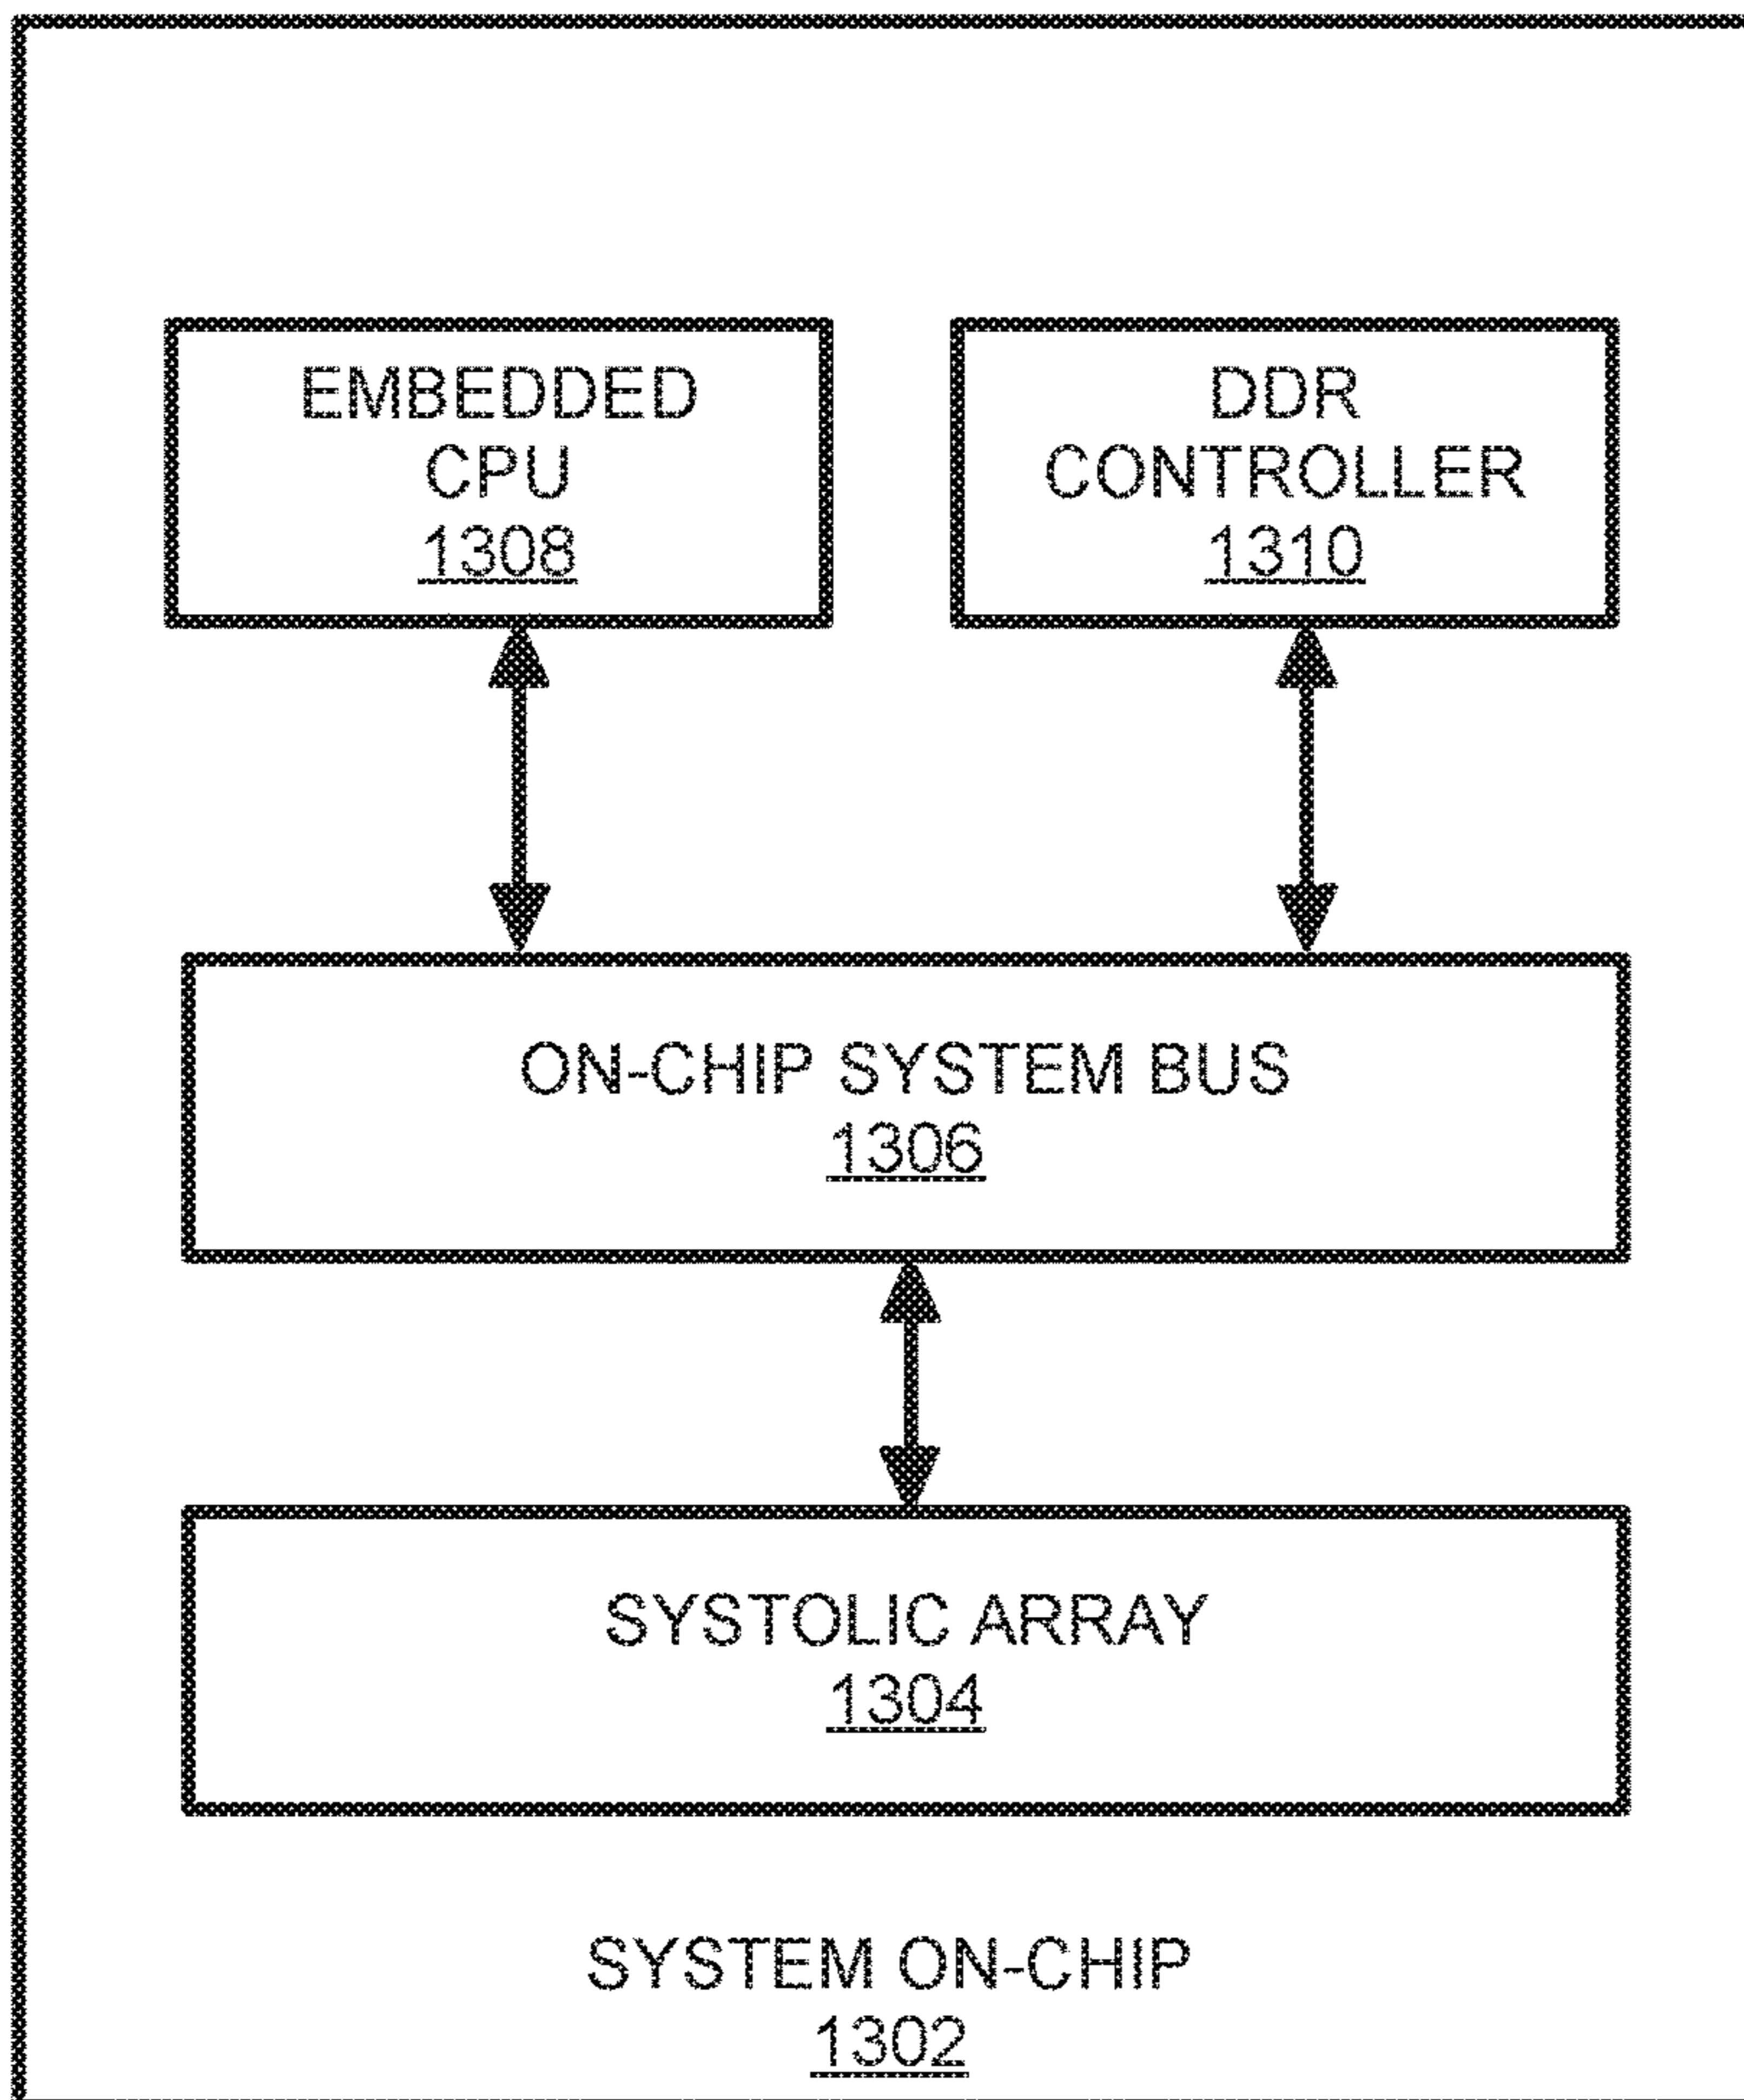 EMBEDDED
CPU
1308
DDR
CONTROLLER
1310
ON-CHIP SYSTEM BUS
1306
SYSTOLIC ARRAY
1304
SYSTEM ON-CHIP
1302